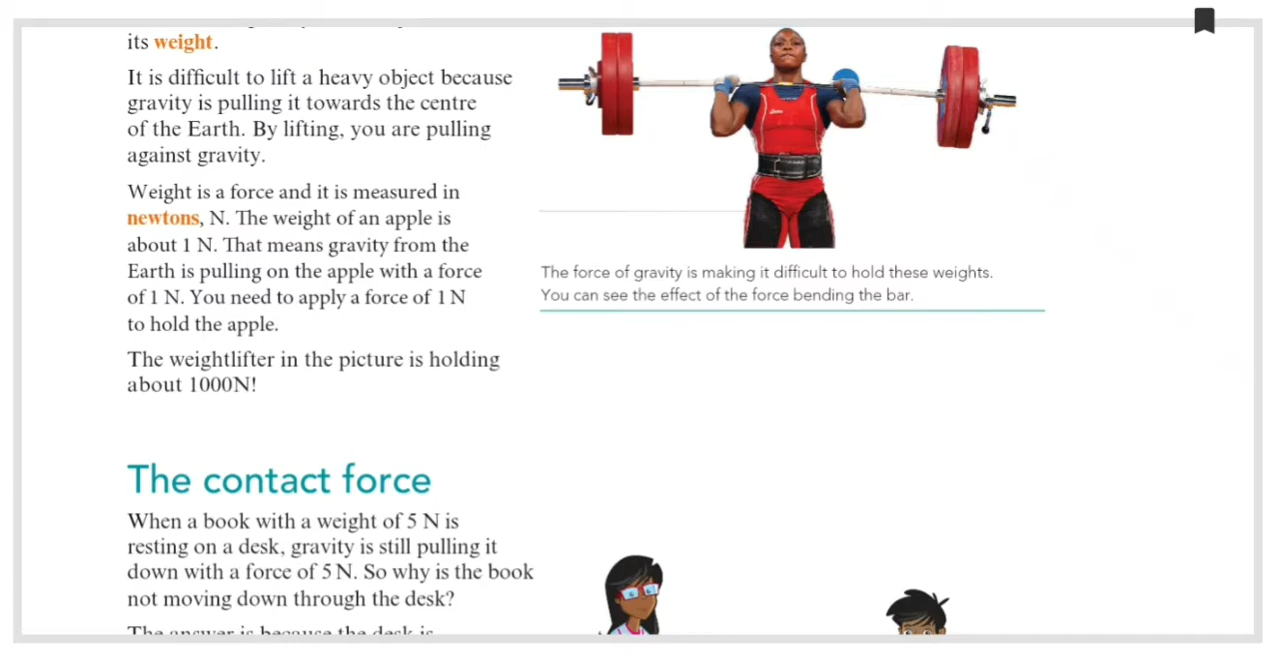 its weight.
It is difficult to lift a heavy object because
gravity is pulling it towards the centre
of the Earth. By lifting, you are pulling
against gravity.
Weight is a force and it is measured in
newtons, N. The weight of an apple is
about 1 N. That means gravity from the
Earth is pulling on the apple with a force
of 1 N. You need to apply a force of 1 N
to hold the apple.
The weightlifter in the picture is holding
about 1000N!
The force of gravity is making it difficult to hold these weights.
You can see the effect of the force bending the bar.
The contact force
When a book with a weight of 5 N is
resting on a desk, gravity is still pulling it
down with a force of 5 N. So why is the book
not moving down through the desk?
The answer is because the desk is